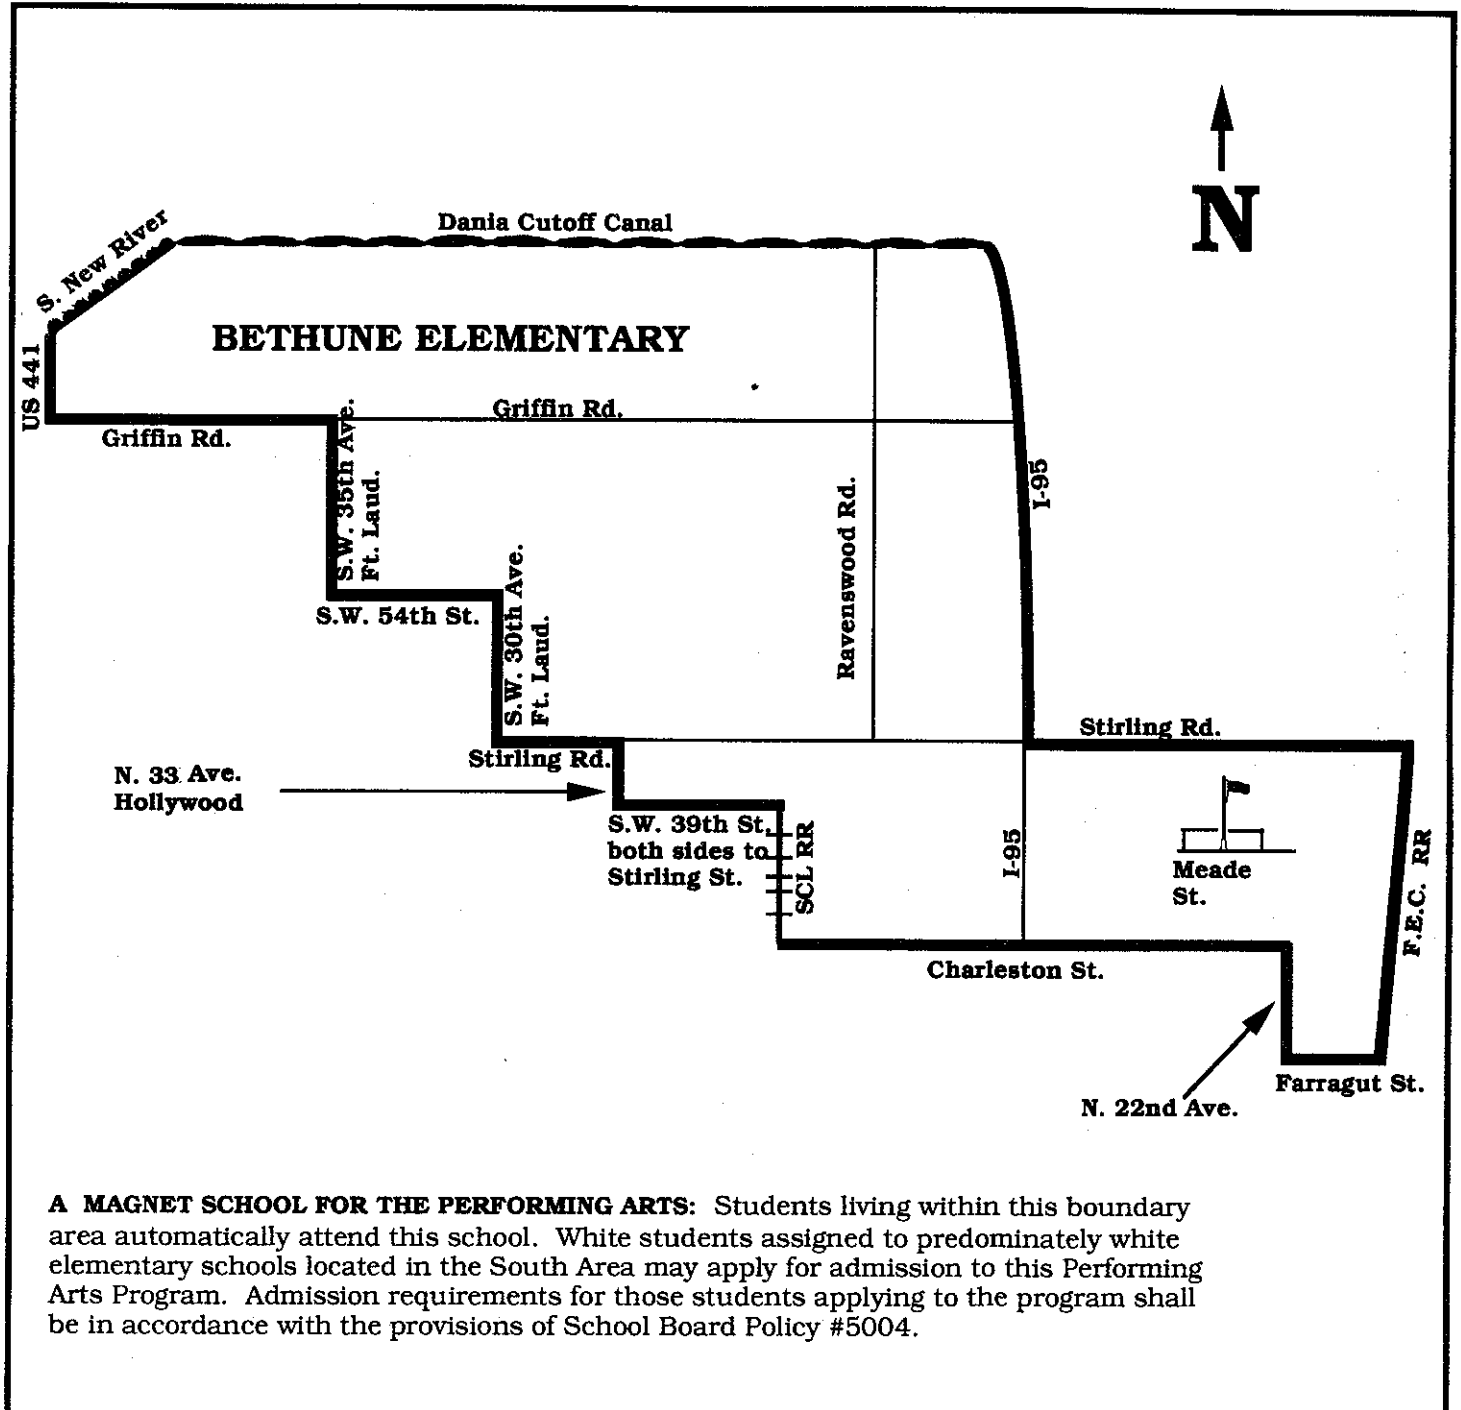 N
Dania Cutoff Canal
S. New River
BETHUNE ELEMENTARY
US 441
Griffin Rd.
Griffin Rd.
S.W. 35th Ave.
Ft. Laud.
I-95
Ravenswood Rd.
S.W. 54th St.
S.W. 30th Ave.
Ft. Laud.
Stirling Rd.
Stirling Rd.
N. 33 Ave.
Hollywood
S.W. 39th St.
both sides to
Stirling St.
SCL RR
I-95
Meade
St.
F.E.C. RR
Charleston St.
Farragut St.
N. 22nd Ave.
A MAGNET SCHOOL FOR THE PERFORMING ARTS: Students living within this boundary
area automatically attend this school. White students assigned to predominately white
elementary schools located in the South Area may apply for admission to this Performing
Arts Program. Admission requirements for those students applying to the program shall
be in accordance with the provisions of School Board Policy #5004.